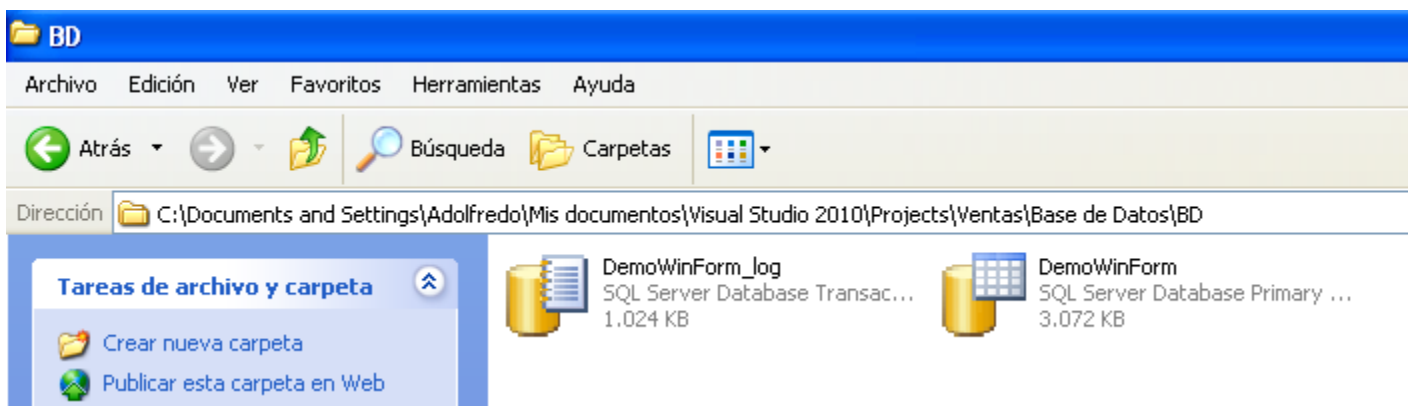 BD
Archivo Edición Ver Favoritos Herramientas Ayuda
Atrás Búsqueda Carpetas
Dirección C:\Documents and Settings\Adolfredo\Mis documentos\Visual Studio 2010\Projects\Ventas\Base de Datos\BD
Tareas de archivo y carpeta
Crear nueva carpeta
Publicar esta carpeta en Web
DemoWinForm_log
SQL Server Database Transac...
1.024 KB
DemoWinForm
SQL Server Database Primary ...
3.072 KB